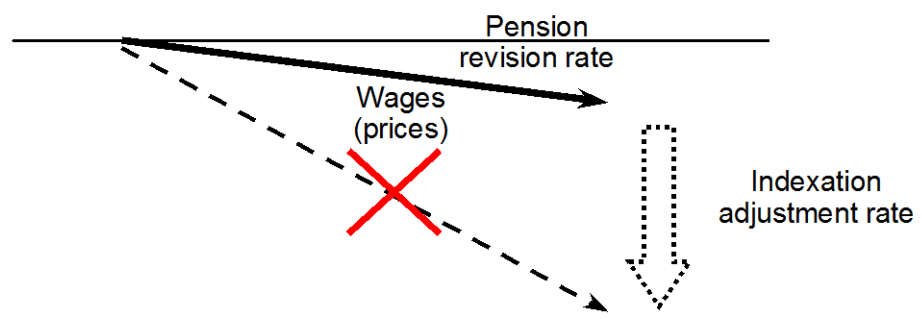 Pension
revision rate
Wages
(prices)
Indexation
adjustment rate